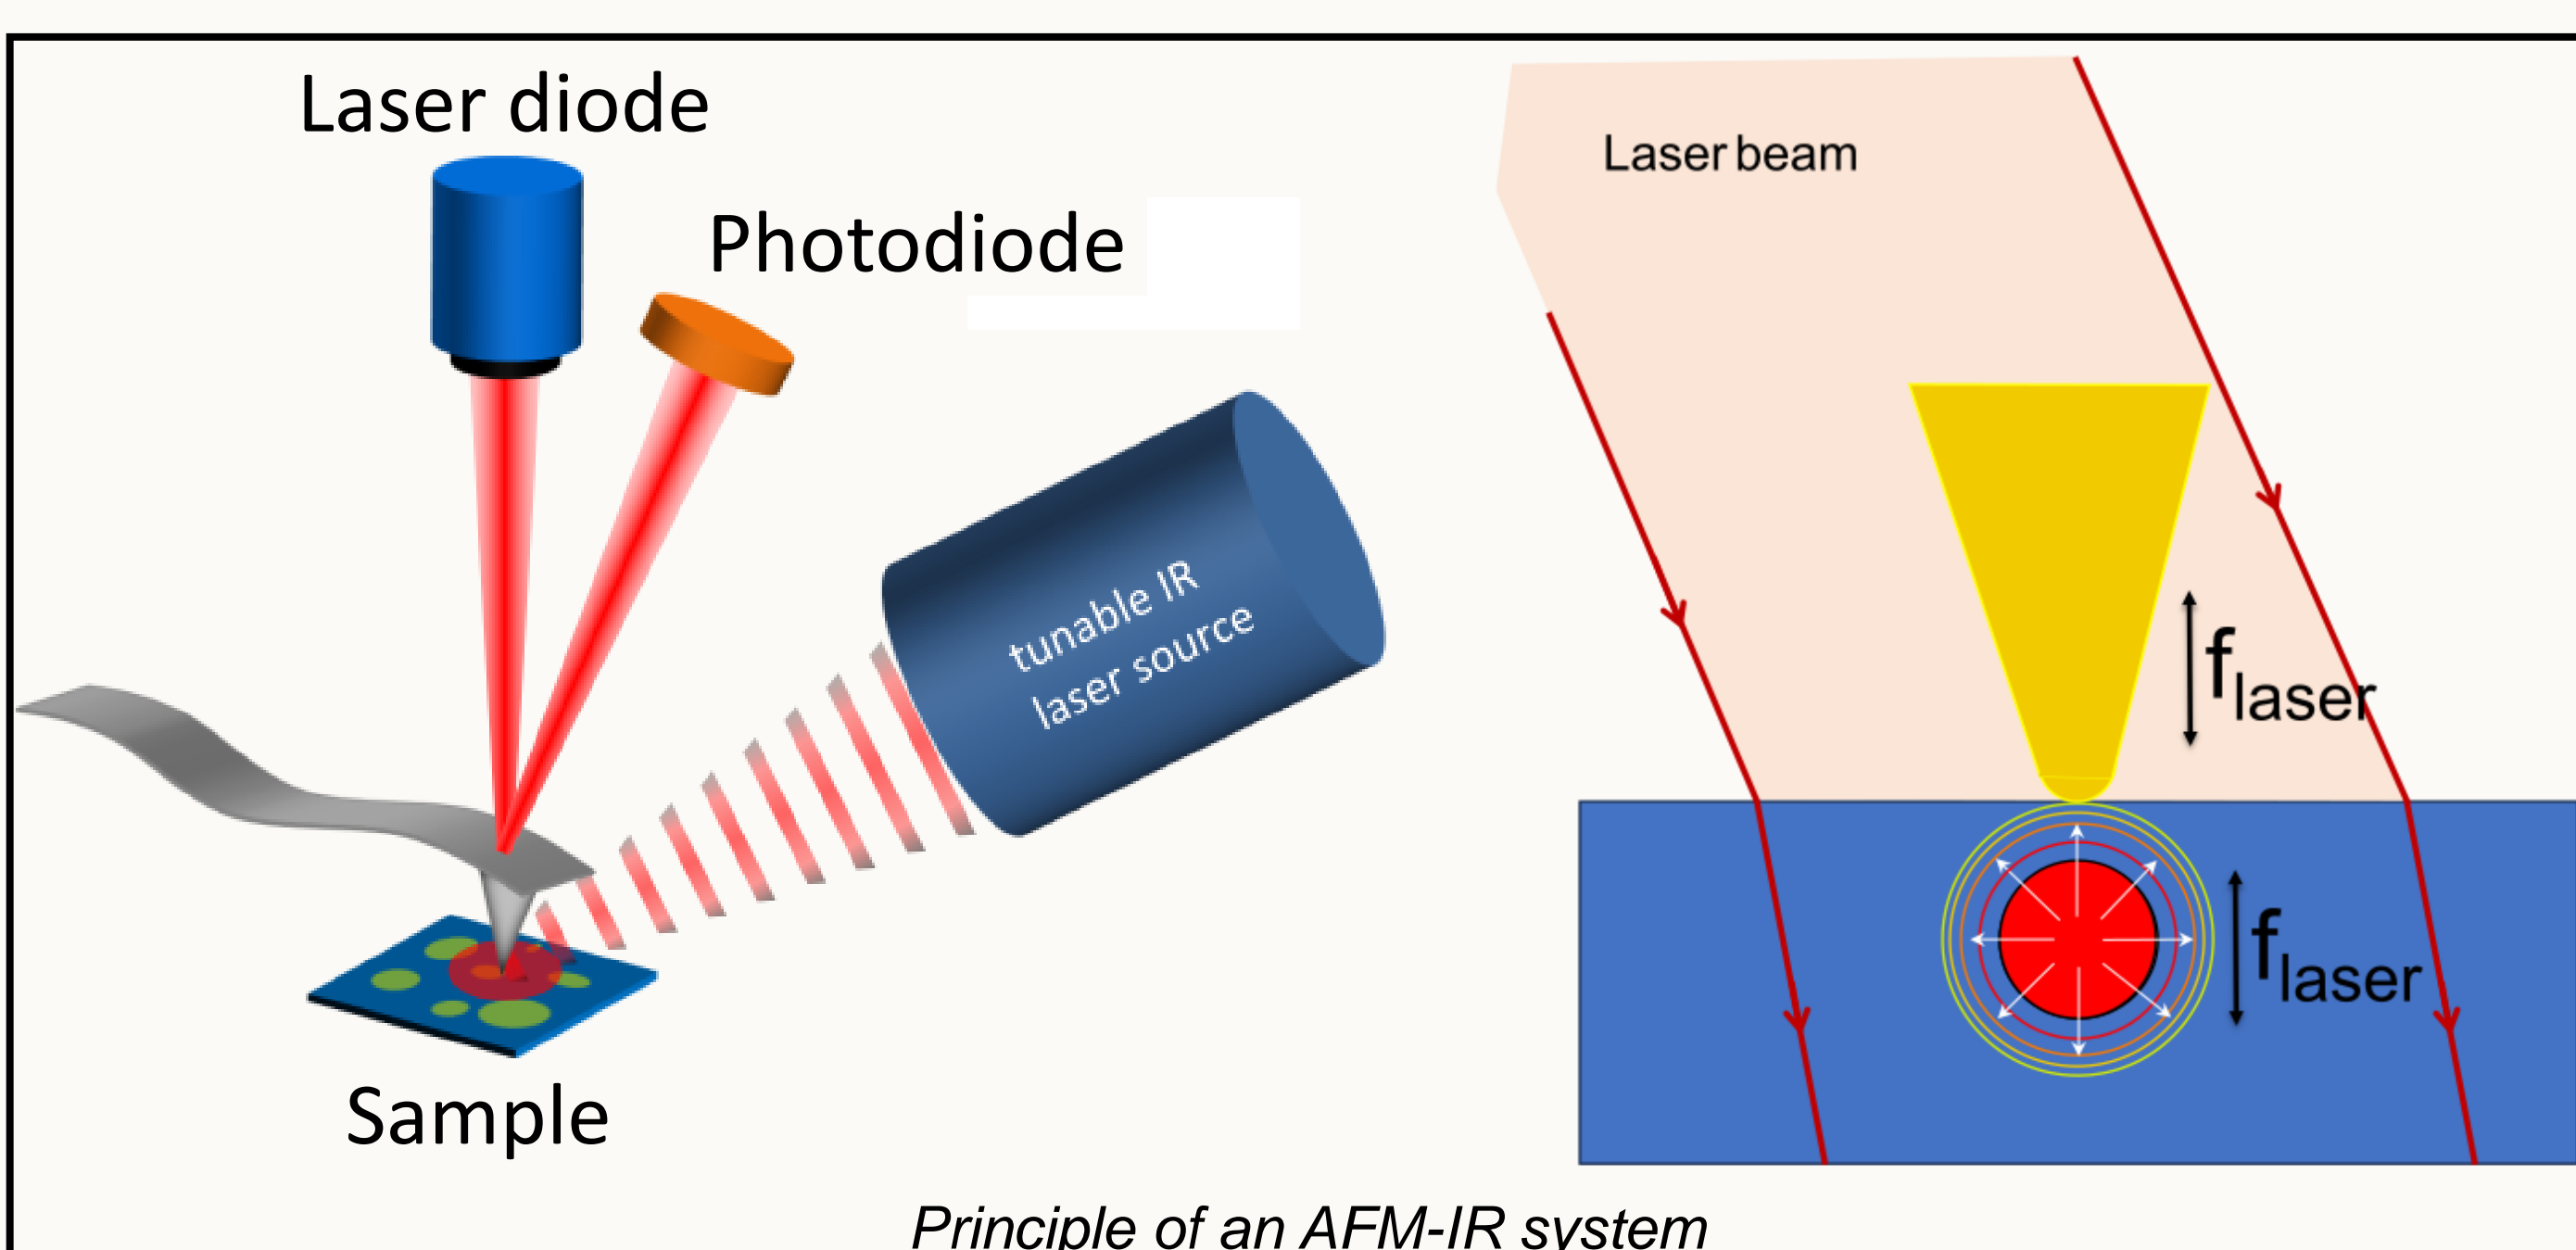 Laser diode
Photodiode
tunable IR
laser source
Sample
Laser beam
flaser
flaser
Principle of an AFM-IR system